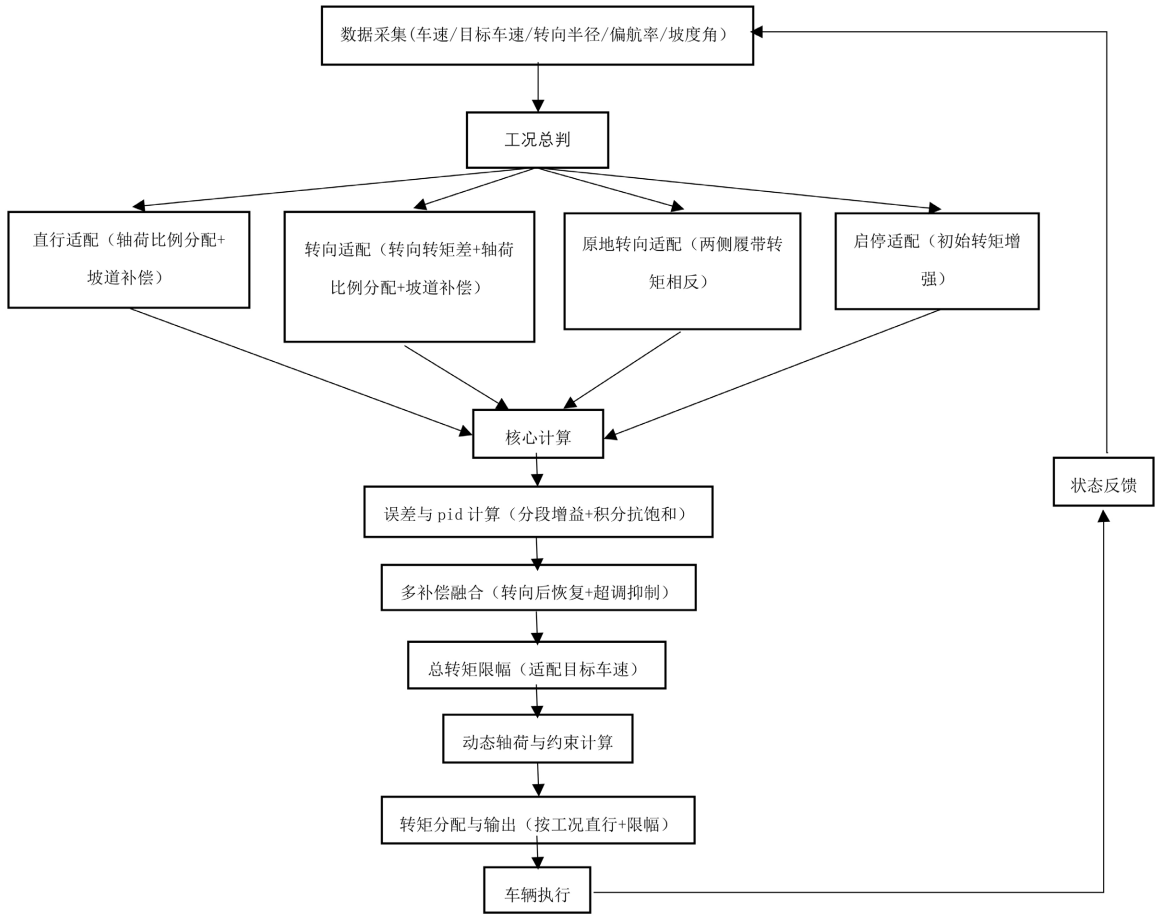 数据采集(车速/目标车速/转向半径/偏航率/坡度角）
工况总判
直行适配（轴荷比例分配+
坡道补偿）
转向适配（转向转矩差+轴荷
比例分配+坡道补偿）
原地转向适配（两侧履带转
矩相反）
启停适配（初始转矩增
强）
核心计算
误差与pid计算（分段增益+积分抗饱和）
多补偿融合（转向后恢复+超调抑制）
总转矩限幅（适配目标车速）
动态轴荷与约束计算
转矩分配与输出（按工况直行+限幅）
车辆执行
状态反馈